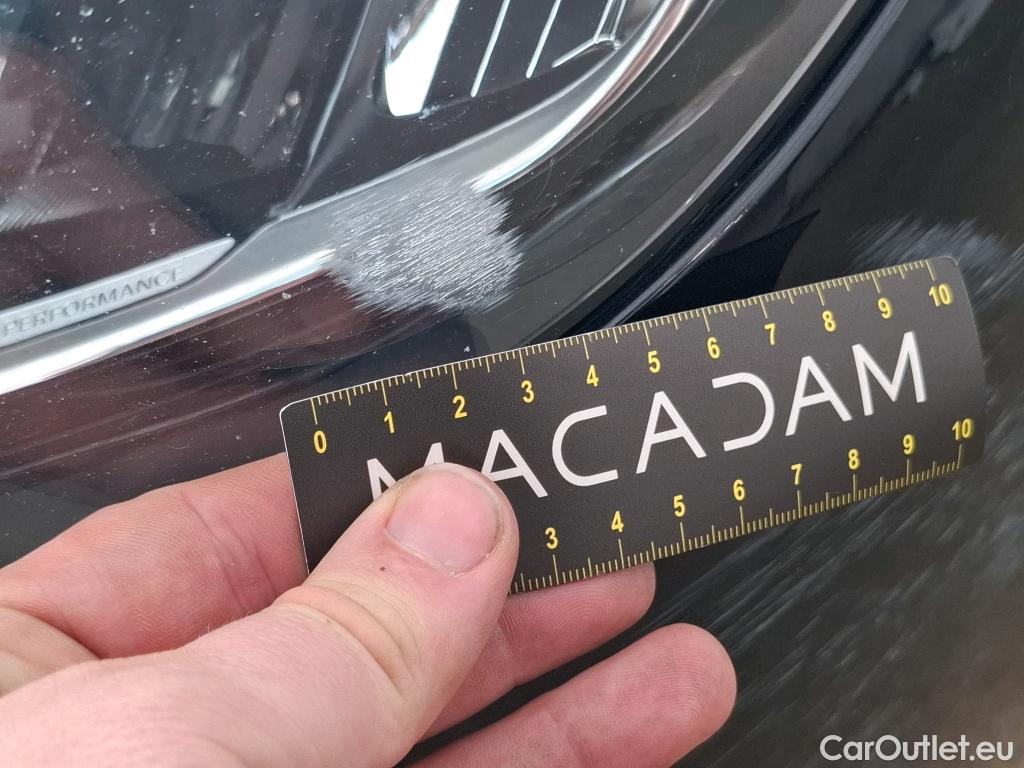 PERFORMANCE
0 1 2 3 4 5 6 7 8 9 10
MACADAM
3 4 5 6 7 8 9 10
CarOutlet.eu